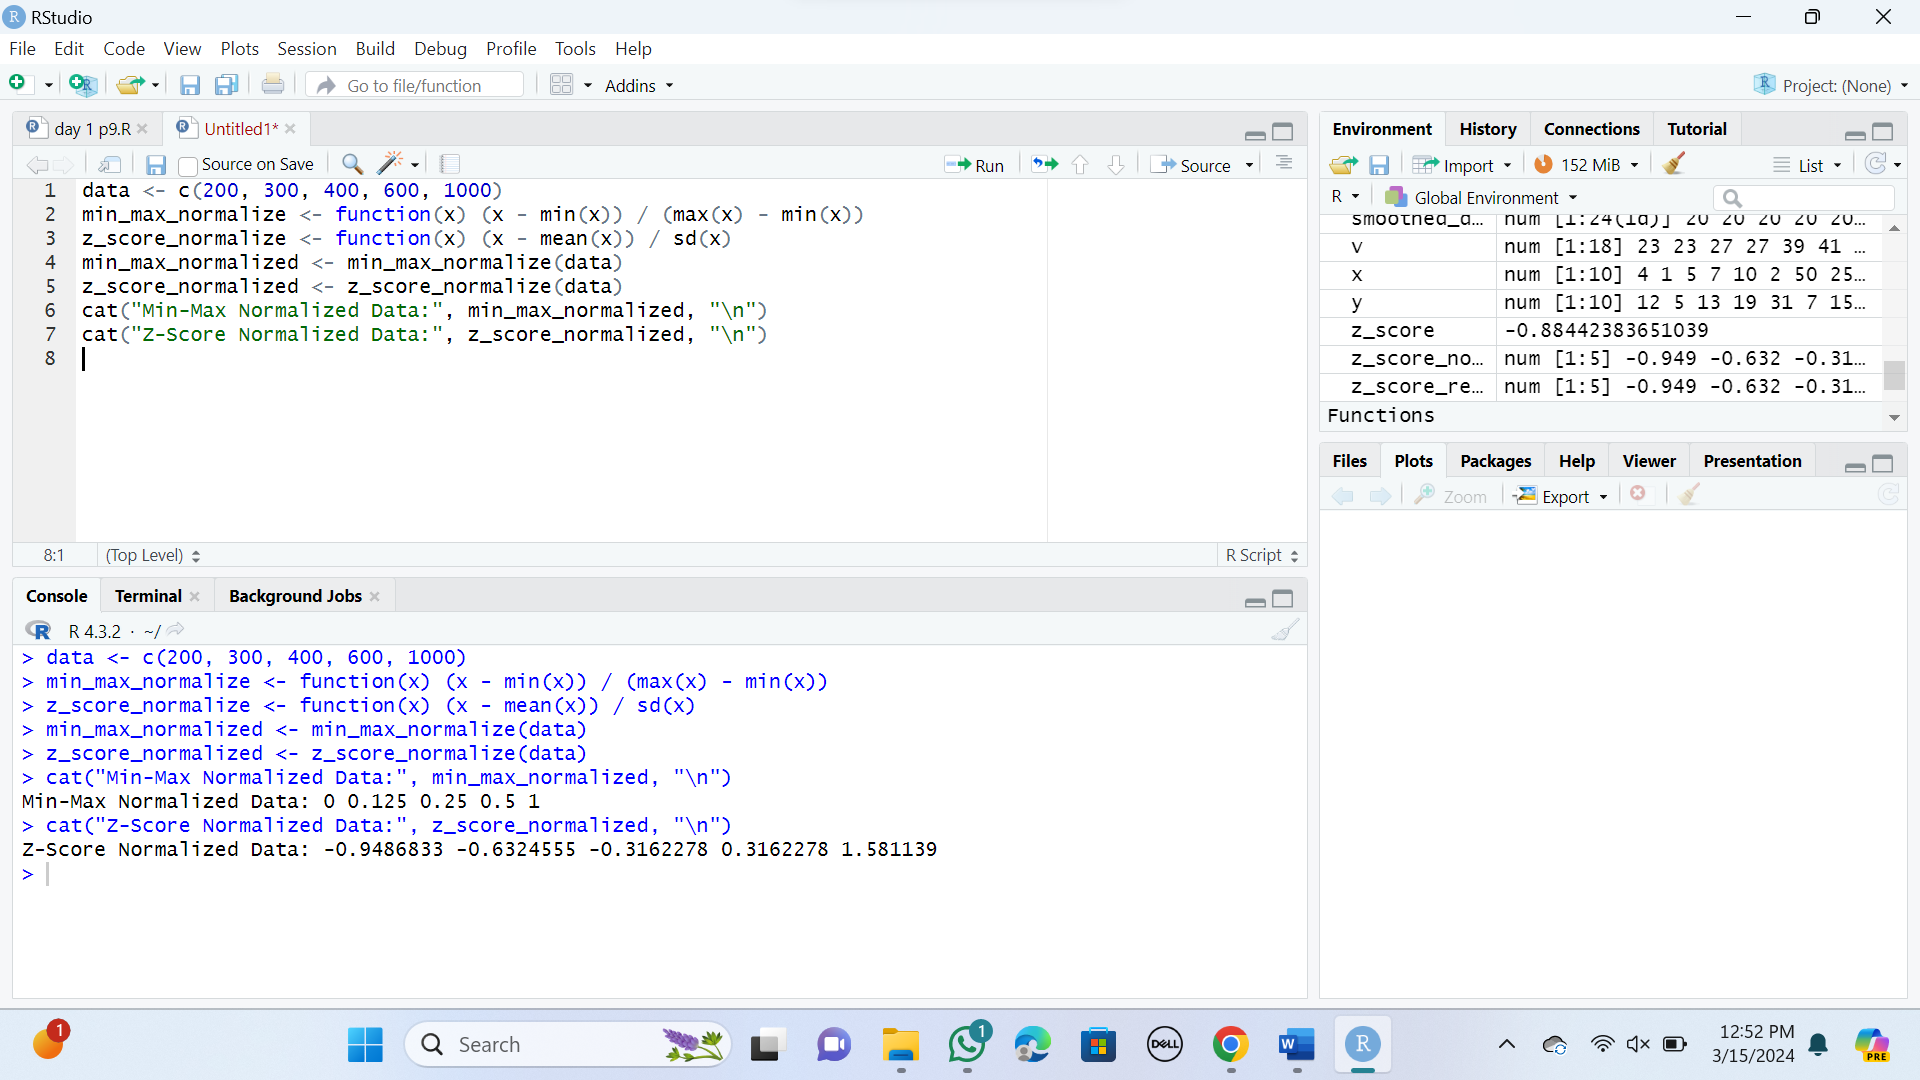 RStudio
File Edit Code View Plots Session Build Debug Profile Tools Help
Go to file/function Addins Project: (None)
day 1 p9.R Untitled1*
Source on Save Run Source
1 data <- c(200, 300, 400, 600, 1000)
2 min_max_normalize <- function(x) (x - min(x)) / (max(x) - min(x))
3 z_score_normalize <- function(x) (x - mean(x)) / sd(x)
4 min_max_normalized <- min_max_normalize(data)
5 z_score_normalized <- z_score_normalize(data)
6 cat("Min-Max Normalized Data:", min_max_normalized, "\n")
7 cat("Z-Score Normalized Data:", z_score_normalized, "\n")
8
8:1 (Top Level) R Script
Console Terminal Background Jobs
R 4.3.2 · ~/
> data <- c(200, 300, 400, 600, 1000)
> min_max_normalize <- function(x) (x - min(x)) / (max(x) - min(x))
> z_score_normalize <- function(x) (x - mean(x)) / sd(x)
> min_max_normalized <- min_max_normalize(data)
> z_score_normalized <- z_score_normalize(data)
> cat("Min-Max Normalized Data:", min_max_normalized, "\n")
Min-Max Normalized Data: 0 0.125 0.25 0.5 1
> cat("Z-Score Normalized Data:", z_score_normalized, "\n")
Z-Score Normalized Data: -0.9486833 -0.6324555 -0.3162278 0.3162278 1.581139
>
Environment History Connections Tutorial
Import 152 MiB List
R Global Environment
smoothed_d… num [1:24(1d)] 20 20 20 20 20…
v num [1:18] 23 23 27 27 39 41 …
x num [1:10] 4 1 5 7 10 2 50 25…
y num [1:10] 12 5 13 19 31 7 15…
z_score -0.88442383651039
z_score_no… num [1:5] -0.949 -0.632 -0.31…
z_score_re… num [1:5] -0.949 -0.632 -0.31…
Functions
Files Plots Packages Help Viewer Presentation
Zoom Export
1 Search 1 DELL W R
12:52 PM
3/15/2024
PRE